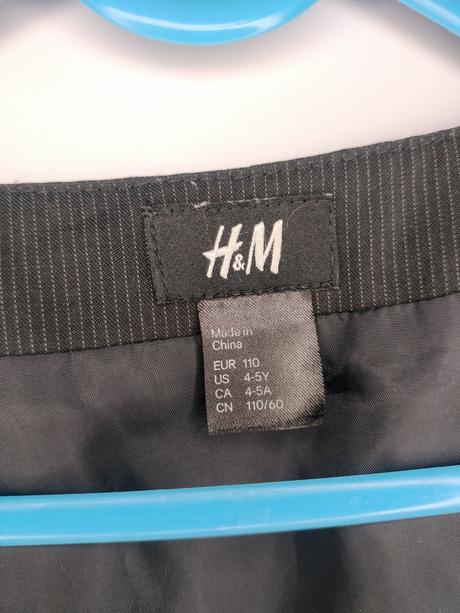 H&M
Made in
China
EUR 110
US 4-5Y
CA 4-5A
CN 110/60